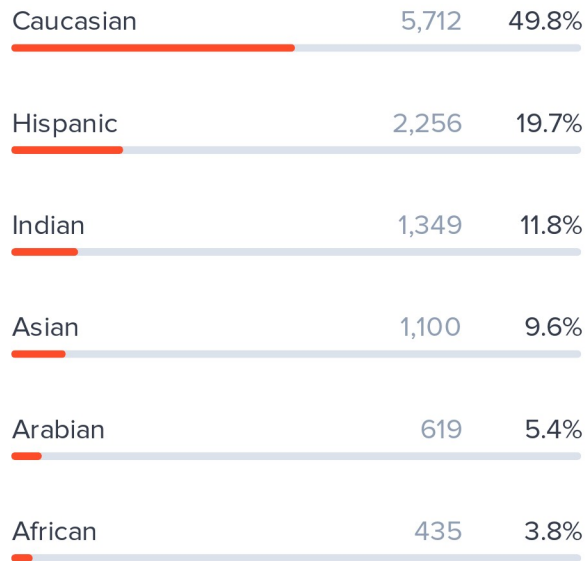 Caucasian 5,712 49.8%
Hispanic 2,256 19.7%
Indian 1,349 11.8%
Asian 1,100 9.6%
Arabian 619 5.4%
African 435 3.8%